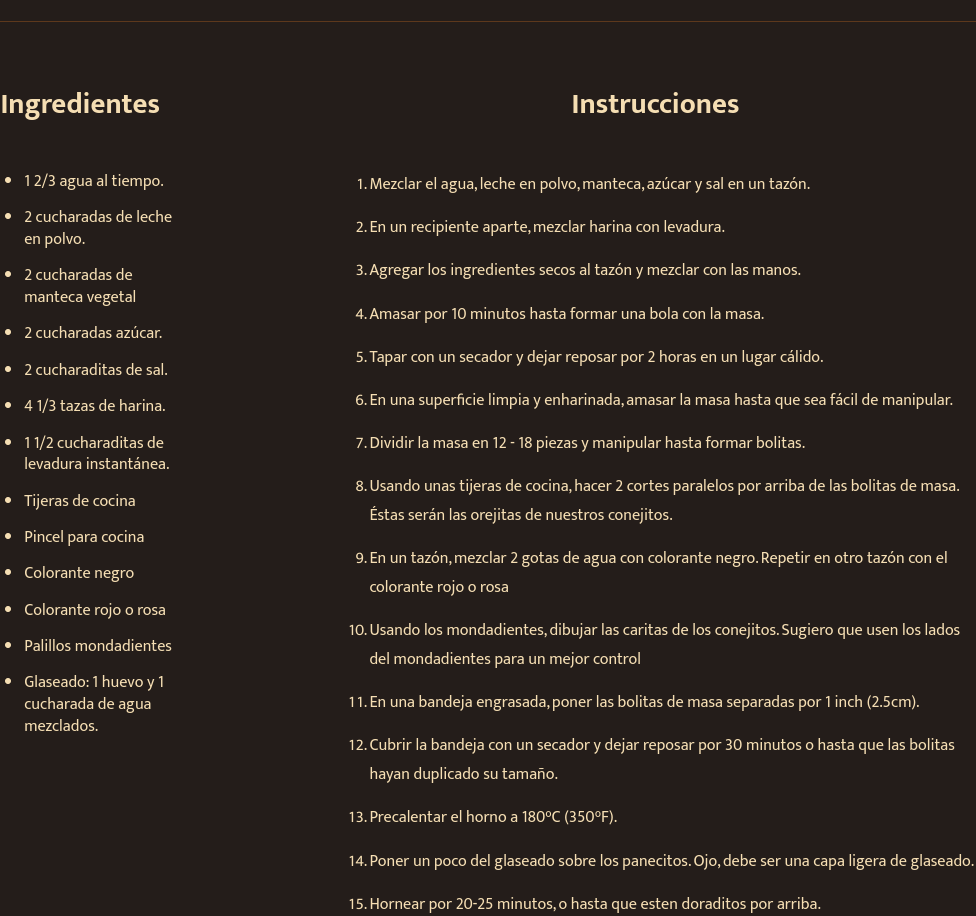 Ingredientes
1 2/3 agua al tiempo.
2 cucharadas de leche
en polvo.
2 cucharadas de
manteca vegetal
2 cucharadas azúcar.
2 cucharaditas de sal.
4 1/3 tazas de harina.
1 1/2 cucharaditas de
levadura instantánea.
Tijeras de cocina
Pincel para cocina
Colorante negro
Colorante rojo o rosa
Palillos mondadientes
Glaseado: 1 huevo y 1
cucharada de agua
mezclados.
Instrucciones
1. Mezclar el agua, leche en polvo, manteca, azúcar y sal en un tazón.
2. En un recipiente aparte, mezclar harina con levadura.
3. Agregar los ingredientes secos al tazón y mezclar con las manos.
4. Amasar por 10 minutos hasta formar una bola con la masa.
5. Tapar con un secador y dejar reposar por 2 horas en un lugar cálido.
6. En una superficie limpia y enharinada, amasar la masa hasta que sea fácil de manipular.
7. Dividir la masa en 12 - 18 piezas y manipular hasta formar bolitas.
8. Usando unas tijeras de cocina, hacer 2 cortes paralelos por arriba de las bolitas de masa.
Éstas serán las orejitas de nuestros conejitos.
9. En un tazón, mezclar 2 gotas de agua con colorante negro. Repetir en otro tazón con el
colorante rojo o rosa
10. Usando los mondadientes, dibujar las caritas de los conejitos. Sugiero que usen los lados
del mondadientes para un mejor control
11. En una bandeja engrasada, poner las bolitas de masa separadas por 1 inch (2.5cm).
12. Cubrir la bandeja con un secador y dejar reposar por 30 minutos o hasta que las bolitas
hayan duplicado su tamaño.
13. Precalentar el horno a 180ºC (350ºF).
14. Poner un poco del glaseado sobre los panecitos. Ojo, debe ser una capa ligera de glaseado.
15. Hornear por 20-25 minutos, o hasta que esten doraditos por arriba.